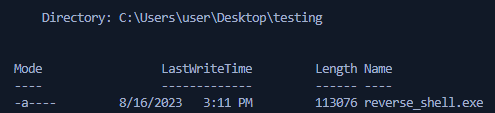 Directory: C:\Users\user\Desktop\testing
Mode LastWriteTime Length Name
---- ------------- ------ ----
-a---- 8/16/2023 3:11 PM 113076 reverse_shell.exe